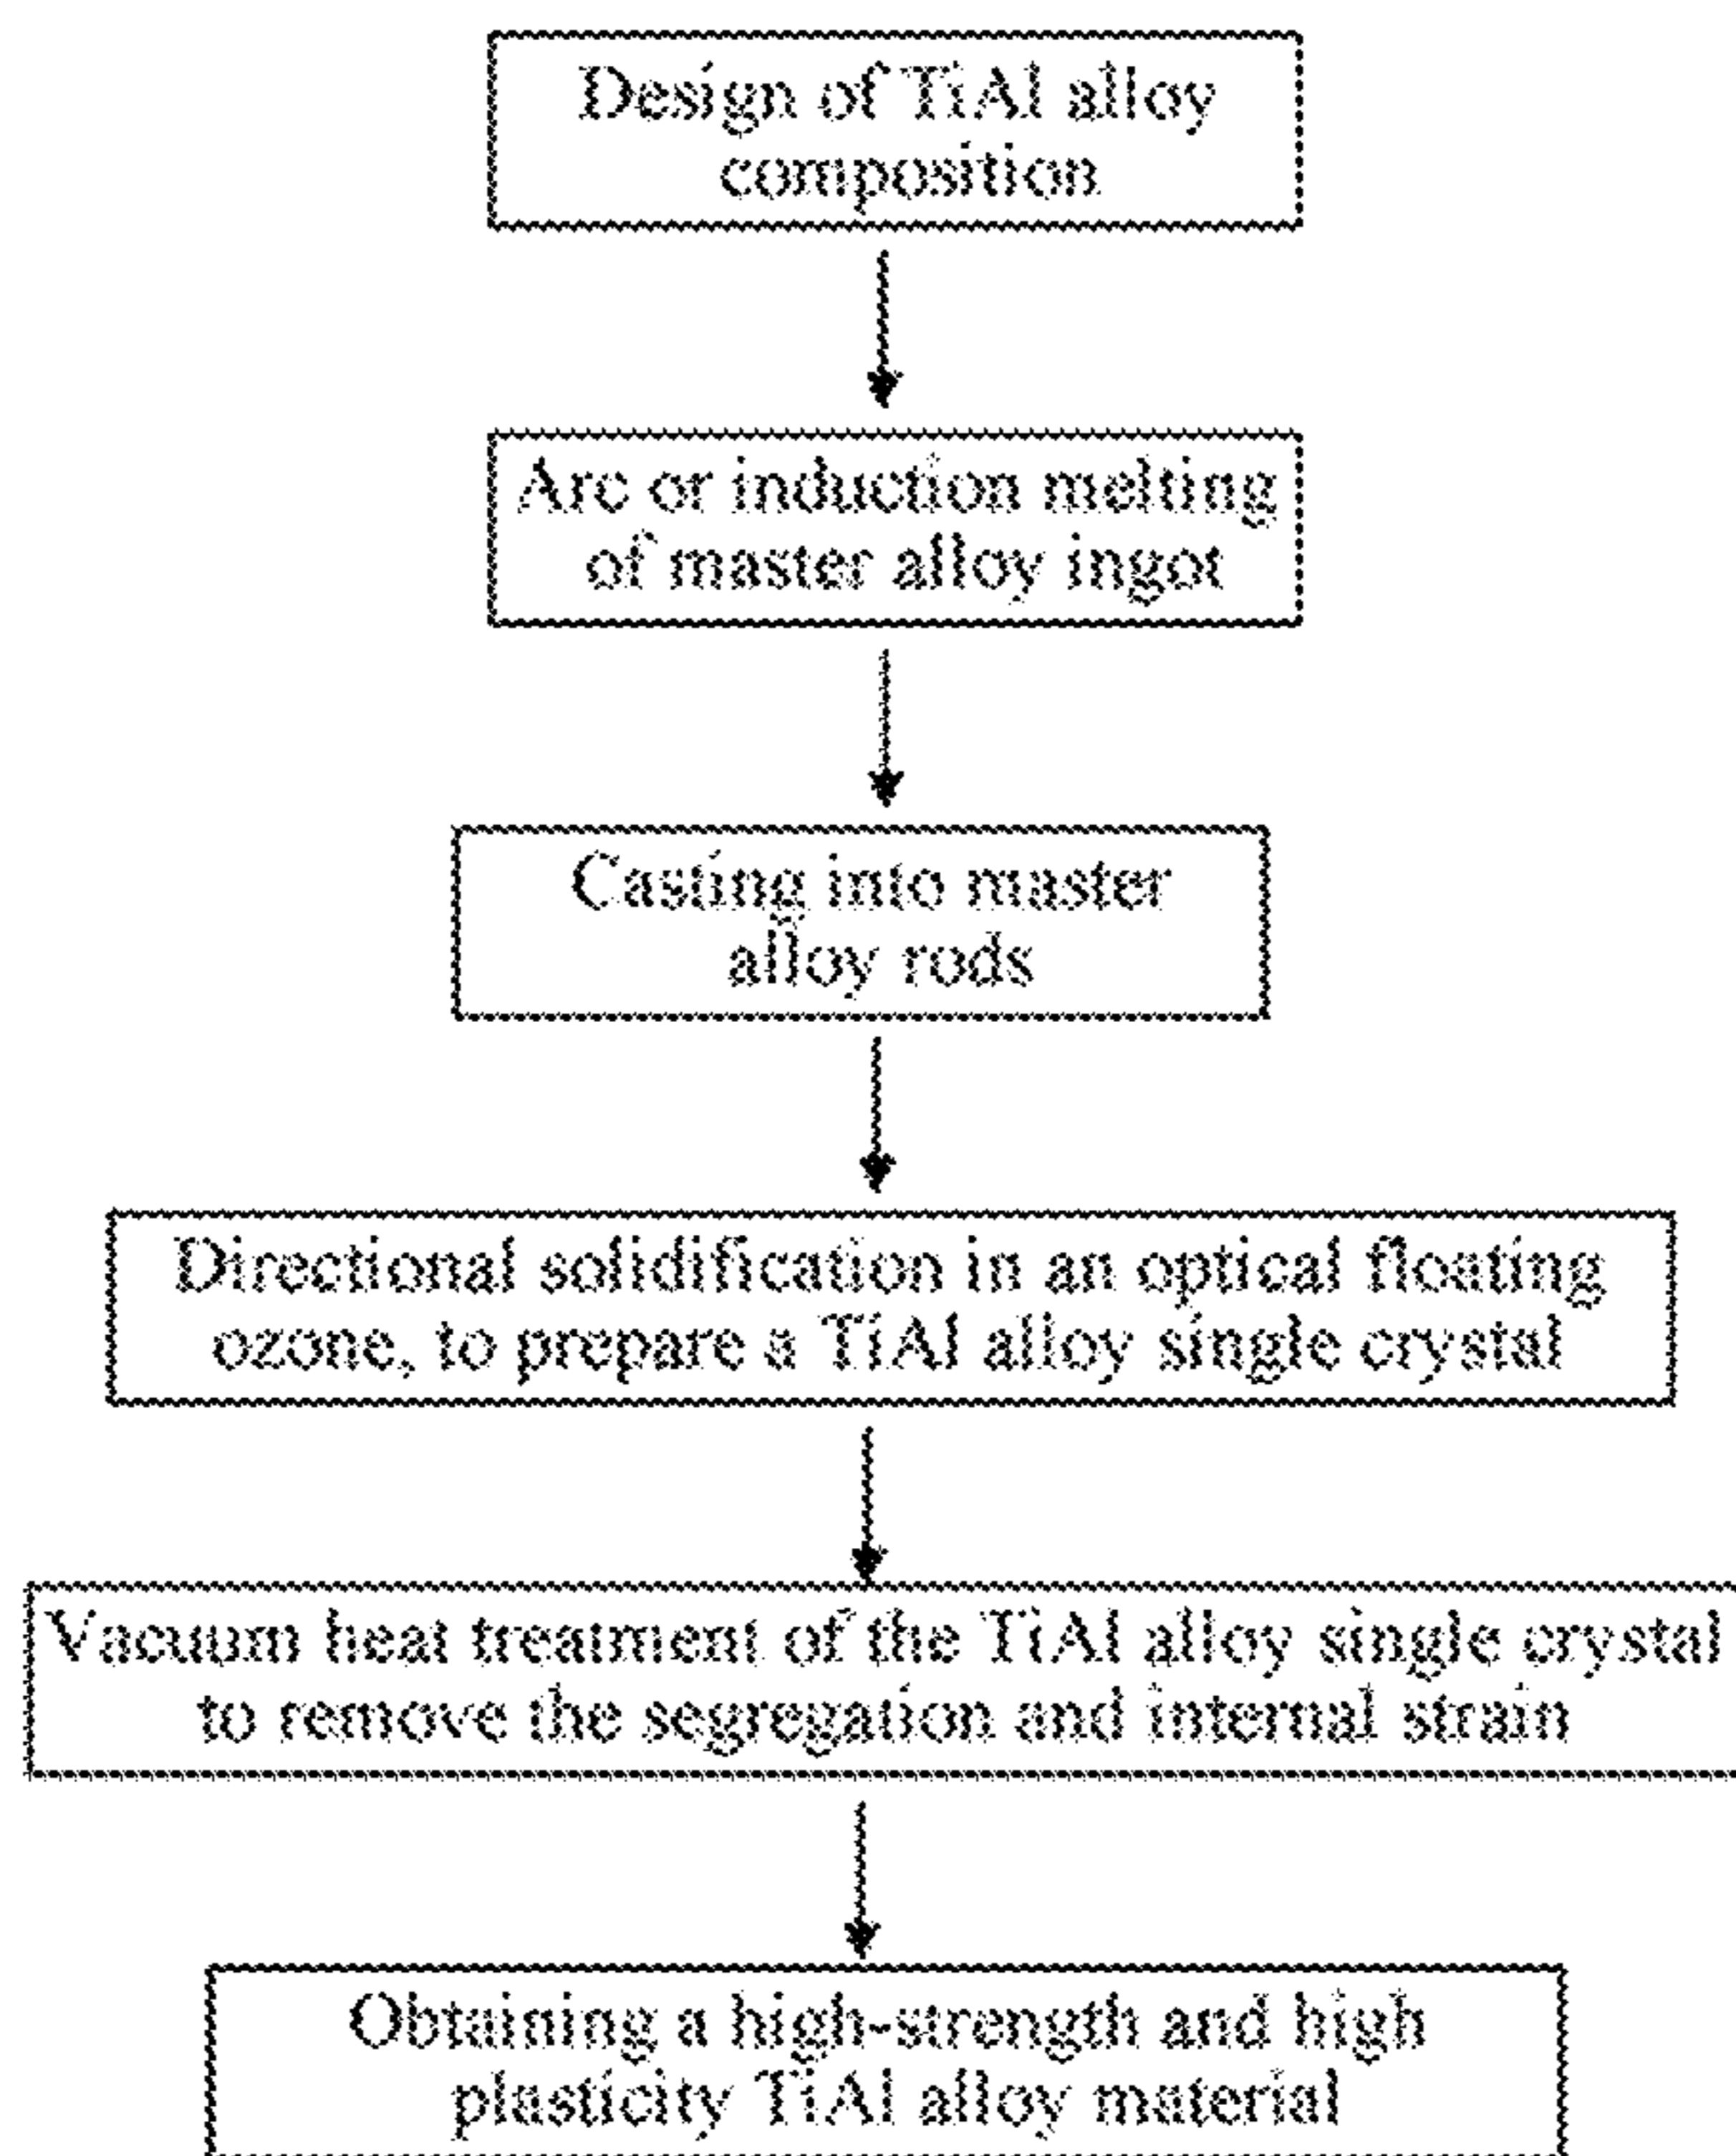 Design of TiAl alloy
composition
Arc or induction melting
of master alloy ingot
Casting into master
alloy rods
Directional solidification in an optical floating
ozone, to prepare a TiAl alloy single crystal
Vacuum heat treatment of the TiAl alloy single crystal
to remove the segregation and internal strain
Obtaining a high-strength and high
plasticity TiAl alloy material